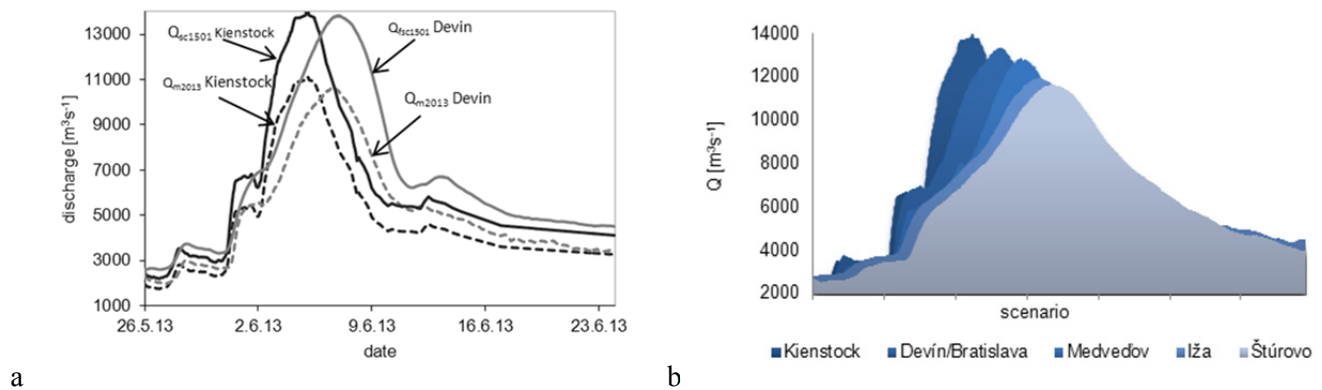 13000
11000
9000
7000
5000
3000
1000
discharge [m³s⁻¹]
Qsc1501 Kienstock
Qm2013 Kienstock
Qfsc1501 Devin
Qm2013 Devin
26.5.13 2.6.13 9.6.13 16.6.13 23.6.13
date
a
14000
12000
10000
8000
6000
4000
2000
Q [m³s⁻¹]
scenario
Kienstock Devín/Bratislava Medveďov Iža Štúrovo
b